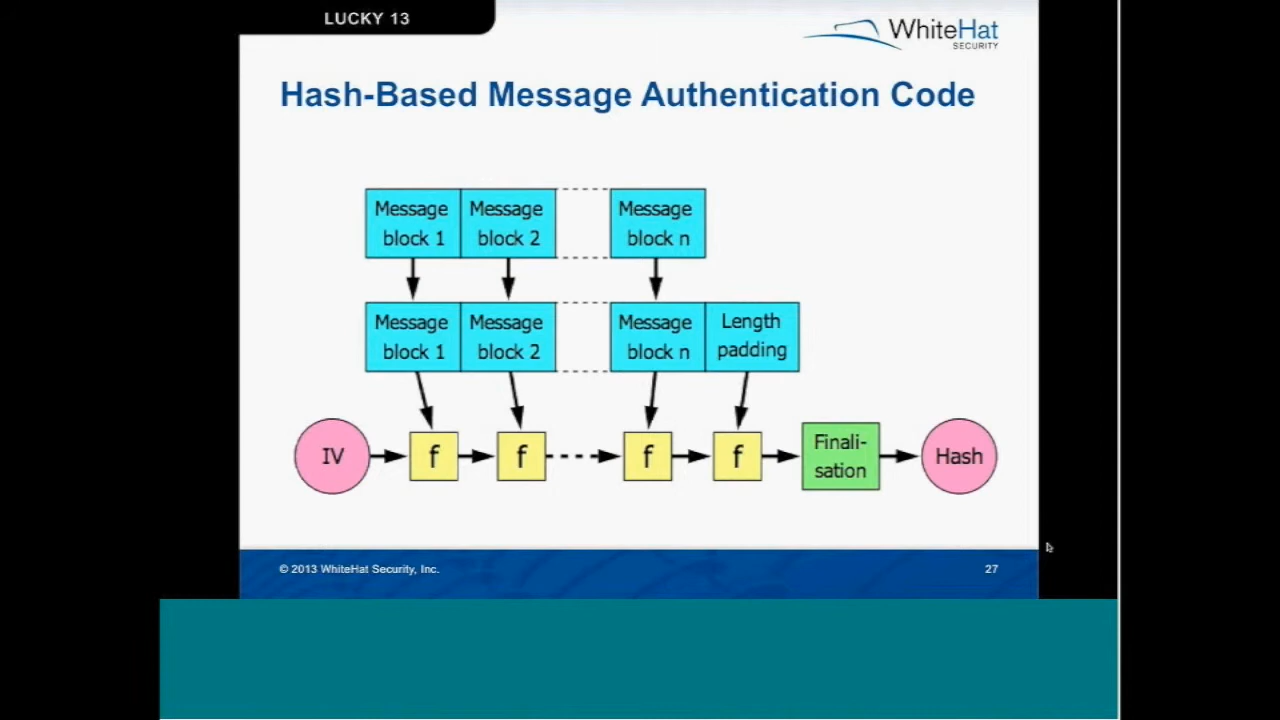 LUCKY 13
WhiteHat
SECURITY
Hash-Based Message Authentication Code
Message block 1
Message block 2
Message block n
Message block 1
Message block 2
Message block n
Length padding
IV
f
f
f
f
Finali-
sation
Hash
© 2013 WhiteHat Security, Inc.
27